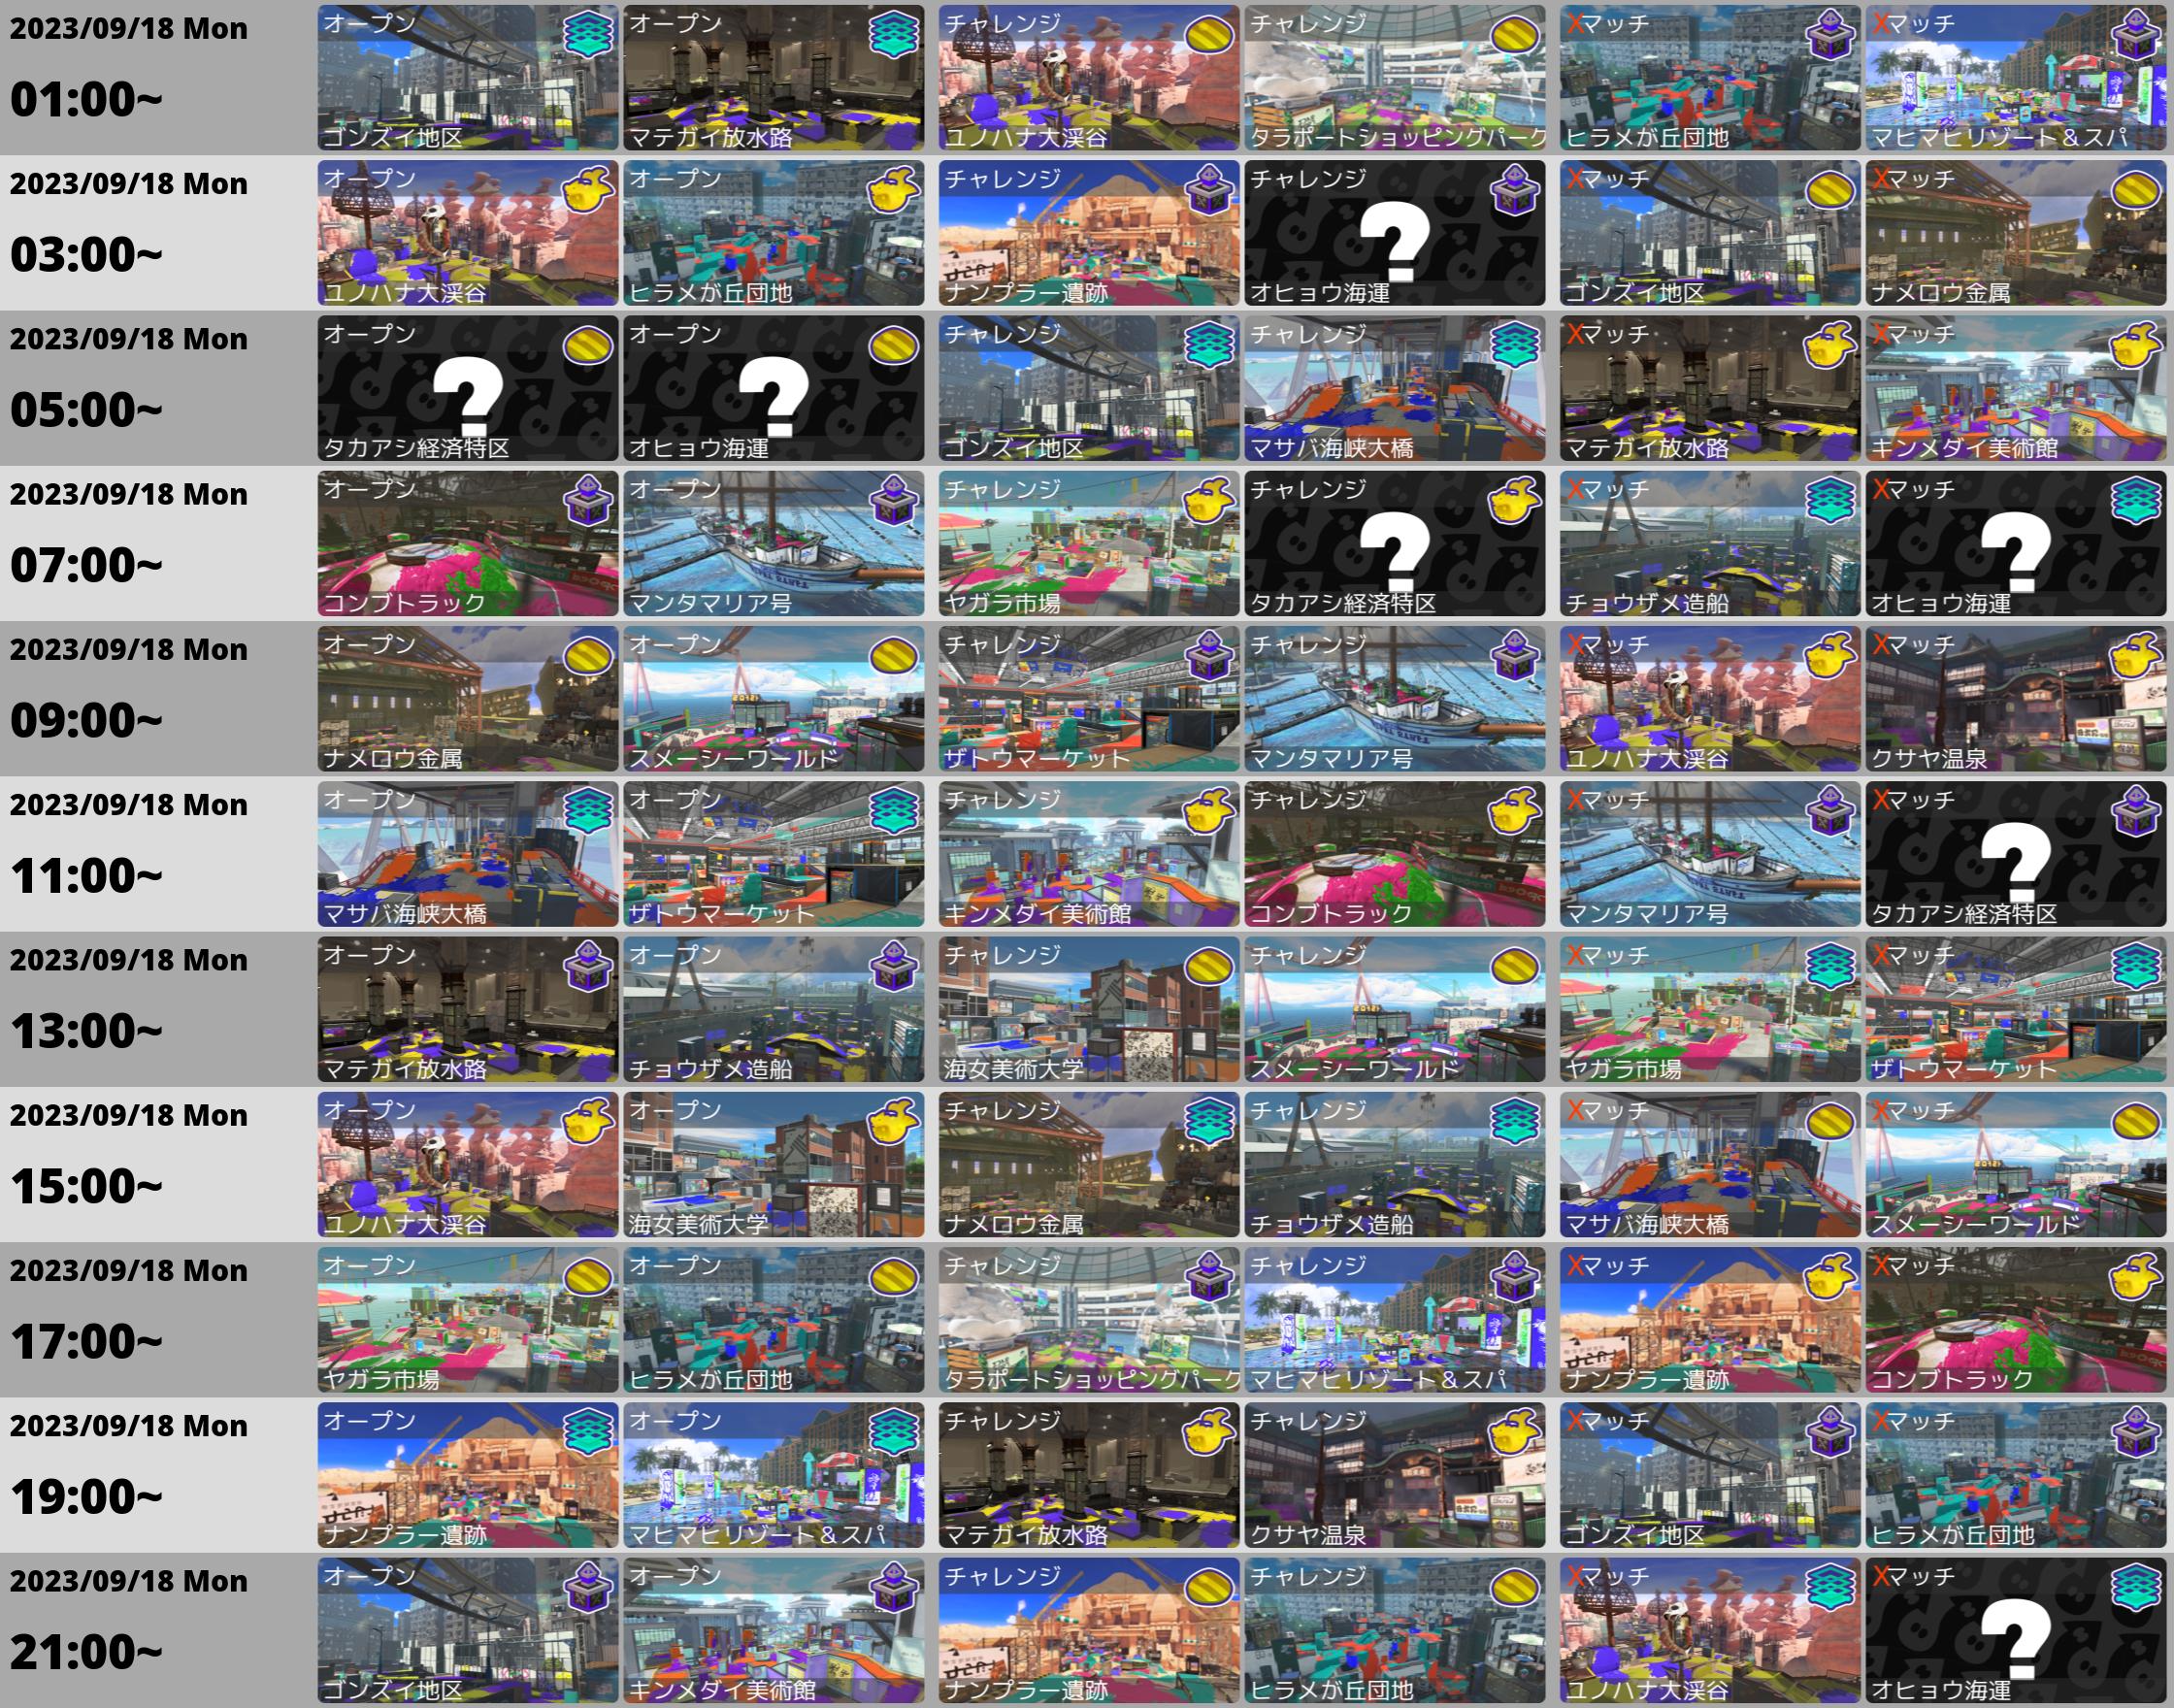 2023/09/18 Mon
01:00~
オープン
ゴンズイ地区
オープン
マテガイ放水路
チャレンジ
ユノハナ大渓谷
チャレンジ
タラポートショッピングパーク
Xマッチ
ヒラメが丘団地
Xマッチ
マヒマヒリゾート＆スパ
2023/09/18 Mon
03:00~
オープン
ユノハナ大渓谷
オープン
ヒラメが丘団地
チャレンジ
ナンプラー遺跡
チャレンジ
?
オヒョウ海運
Xマッチ
ゴンズイ地区
Xマッチ
ナメロウ金属
2023/09/18 Mon
05:00~
オープン
?
タカアシ経済特区
オープン
?
オヒョウ海運
チャレンジ
ゴンズイ地区
チャレンジ
マサバ海峡大橋
Xマッチ
マテガイ放水路
Xマッチ
キンメダイ美術館
2023/09/18 Mon
07:00~
オープン
コンブトラック
オープン
マンタマリア号
チャレンジ
ヤガラ市場
チャレンジ
?
タカアシ経済特区
Xマッチ
チョウザメ造船
Xマッチ
?
オヒョウ海運
2023/09/18 Mon
09:00~
オープン
ナメロウ金属
オープン
スメーシーワールド
チャレンジ
ザトウマーケット
チャレンジ
マンタマリア号
Xマッチ
ユノハナ大渓谷
Xマッチ
クサヤ温泉
2023/09/18 Mon
11:00~
オープン
マサバ海峡大橋
オープン
ザトウマーケット
チャレンジ
キンメダイ美術館
チャレンジ
コンブトラック
Xマッチ
マンタマリア号
Xマッチ
?
タカアシ経済特区
2023/09/18 Mon
13:00~
オープン
マテガイ放水路
オープン
チョウザメ造船
チャレンジ
海女美術大学
チャレンジ
スメーシーワールド
Xマッチ
ヤガラ市場
Xマッチ
ザトウマーケット
2023/09/18 Mon
15:00~
オープン
ユノハナ大渓谷
オープン
海女美術大学
チャレンジ
ナメロウ金属
チャレンジ
チョウザメ造船
Xマッチ
マサバ海峡大橋
Xマッチ
スメーシーワールド
2023/09/18 Mon
17:00~
オープン
ヤガラ市場
オープン
ヒラメが丘団地
チャレンジ
タラポートショッピングパーク
チャレンジ
マヒマヒリゾート＆スパ
Xマッチ
ナンプラー遺跡
Xマッチ
コンブトラック
2023/09/18 Mon
19:00~
オープン
ナンプラー遺跡
オープン
マヒマヒリゾート＆スパ
チャレンジ
マテガイ放水路
チャレンジ
クサヤ温泉
Xマッチ
ゴンズイ地区
Xマッチ
ヒラメが丘団地
2023/09/18 Mon
21:00~
オープン
ゴンズイ地区
オープン
キンメダイ美術館
チャレンジ
ナンプラー遺跡
チャレンジ
ヒラメが丘団地
Xマッチ
ユノハナ大渓谷
Xマッチ
?
オヒョウ海運